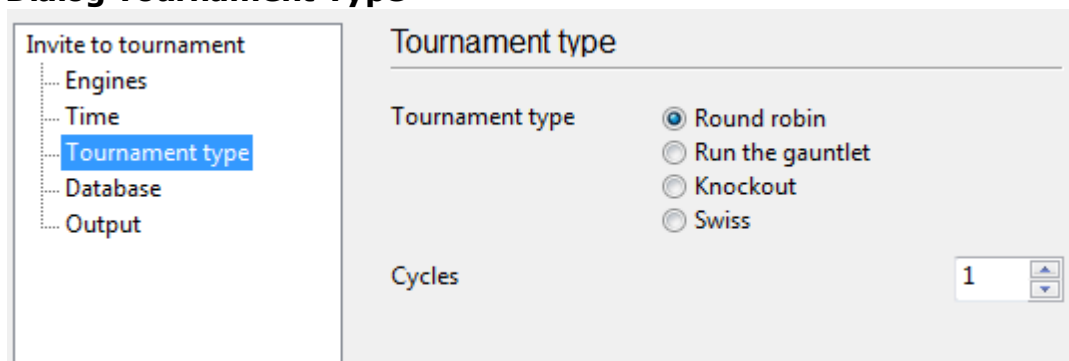 Dialog Tournament Type
Invite to tournament
Engines
Time
Tournament type
Database
Output
Tournament type
Tournament type
Round robin
Run the gauntlet
Knockout
Swiss
Cycles
1